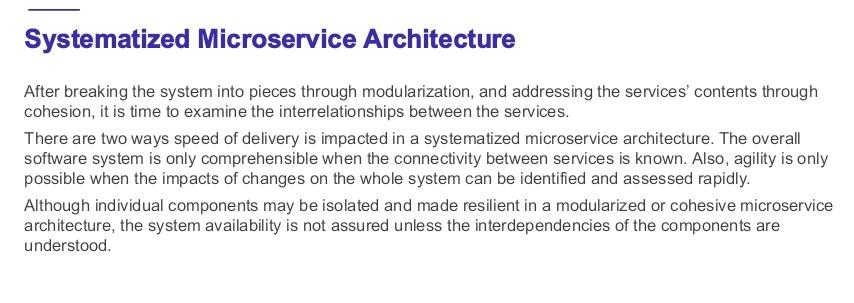 Systematized Microservice Architecture
After breaking the system into pieces through modularization, and addressing the services’ contents through
cohesion, it is time to examine the interrelationships between the services.
There are two ways speed of delivery is impacted in a systematized microservice architecture. The overall
software system is only comprehensible when the connectivity between services is known. Also, agility is only
possible when the impacts of changes on the whole system can be identified and assessed rapidly.
Although individual components may be isolated and made resilient in a modularized or cohesive microservice
architecture, the system availability is not assured unless the interdependencies of the components are
understood.